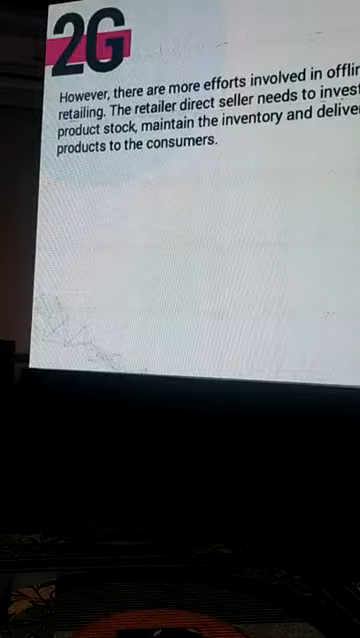 2G
However, there are more efforts involved in
retailing. The retailer direct seller needs to invest
product stock, maintain the inventory and
products to the consumers.